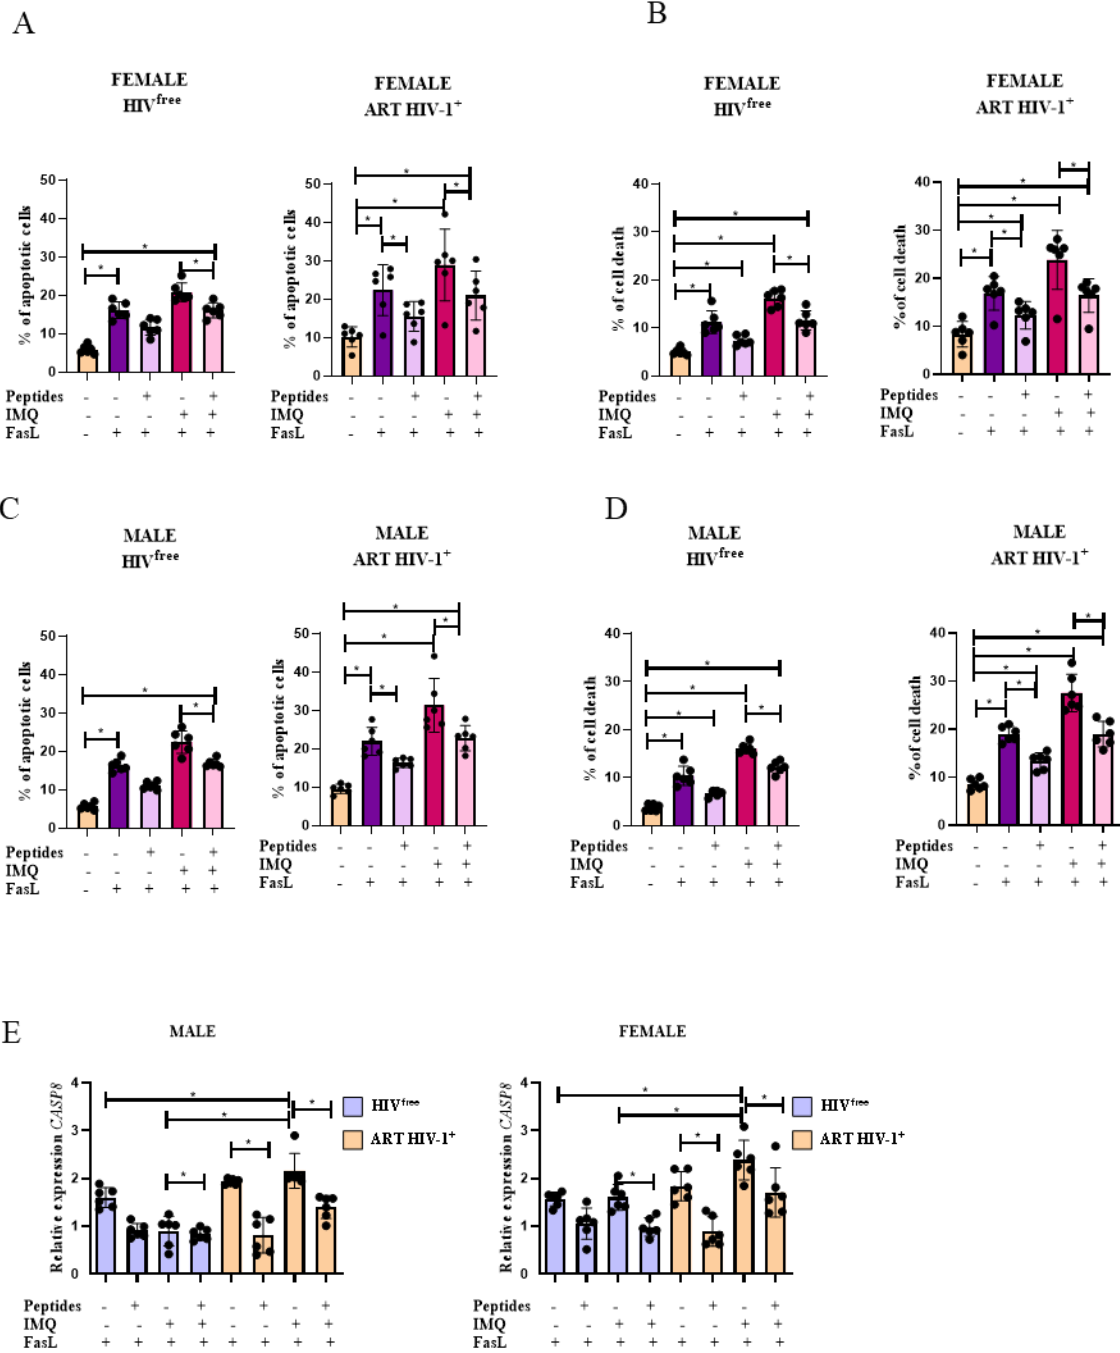 A
B
FEMALE
HIVfree
FEMALE
ART HIV-1+
FEMALE
HIVfree
FEMALE
ART HIV-1+
% of apoptotic cells
50
40
30
20
10
0
% of apoptotic cells
50
40
30
20
10
0
% of cell death
40
30
20
10
0
% of cell death
40
30
20
10
0
* * *
* * * * * *
* * * * *
* * * * * *
Peptides - - + - +
IMQ - - - + +
FasL - + + + +
- - + - +
- - - + +
- + + + +
Peptides - - + - +
IMQ - - - + +
FasL - + + + +
Peptides - - + - +
IMQ - - - + +
FasL - + + + +
C
D
MALE
HIVfree
MALE
ART HIV-1+
MALE
HIVfree
MALE
ART HIV-1+
% of apoptotic cells
50
40
30
20
10
0
% of apoptotic cells
50
40
30
20
10
0
% of cell death
40
30
20
10
0
% of cell death
40
30
20
10
0
* * *
* * * * *
* * * * *
* * * * * *
Peptides - - + - +
IMQ - - - + +
FasL - + + + +
- - + - +
- - - + +
- + + + +
Peptides - - + - +
IMQ - - - + +
FasL - + + + +
Peptides - - + - +
IMQ - - - + +
FasL - + + + +
E
MALE
FEMALE
Relative expression CASP8
4
3
2
1
0
* * * * *
HIVfree
ART HIV-1+
Relative expression CASP8
4
3
2
1
0
* * * * *
HIVfree
ART HIV-1+
Peptides - + - + - + - +
IMQ - - + + - - + +
FasL + + + + + + + +
Peptides - + - + - + - +
IMQ - - + + - - + +
FasL + + + + + + + +